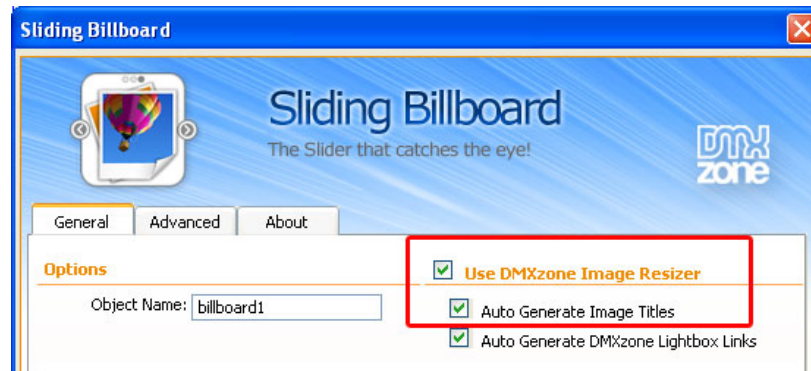 Sliding Billboard
Sliding Billboard
The Slider that catches the eye!
DMX
zone
General Advanced About
Options
Use DMXzone Image Resizer
Object Name: billboard1
Auto Generate Image Titles
Auto Generate DMXzone Lightbox Links